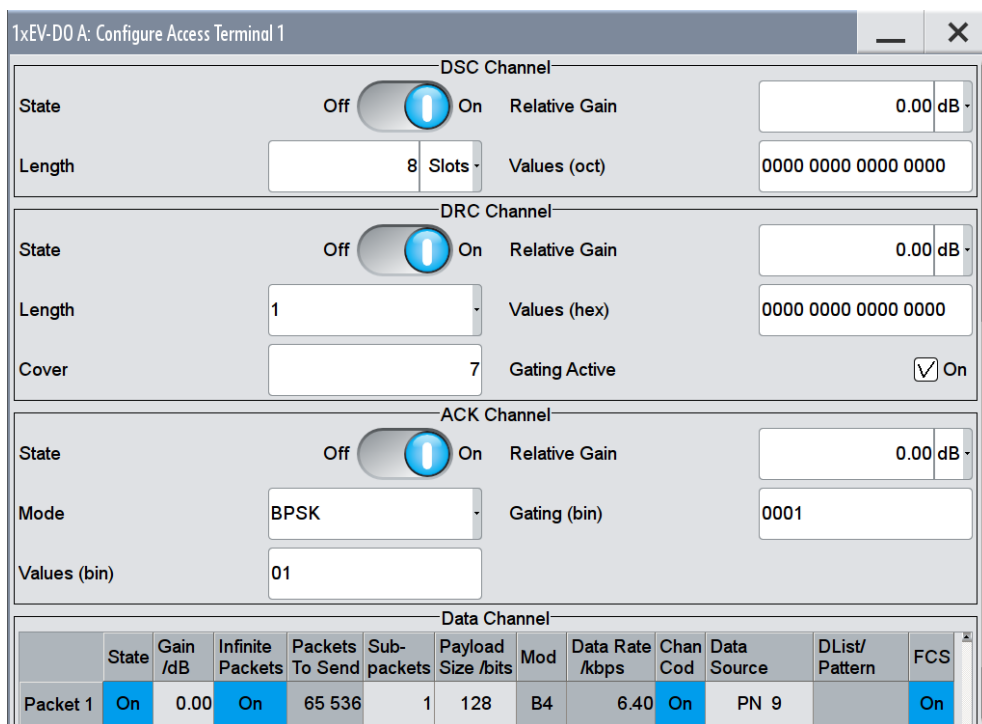 1xEV-DO A: Configure Access Terminal 1
DSC Channel
State Off On Relative Gain 0.00 dB
Length 8 Slots Values (oct) 0000 0000 0000 0000
DRC Channel
State Off On Relative Gain 0.00 dB
Length 1 Values (hex) 0000 0000 0000 0000
Cover 7 Gating Active On
ACK Channel
State Off On Relative Gain 0.00 dB
Mode BPSK Gating (bin) 0001
Values (bin) 01
Data Channel
State Gain /dB Infinite Packets Packets To Send Sub-packets Payload Size /bits Mod Data Rate /kbps Chan Cod Data Source DList/ Pattern FCS
Packet 1 On 0.00 On 65 536 1 128 B4 6.40 On PN 9 On